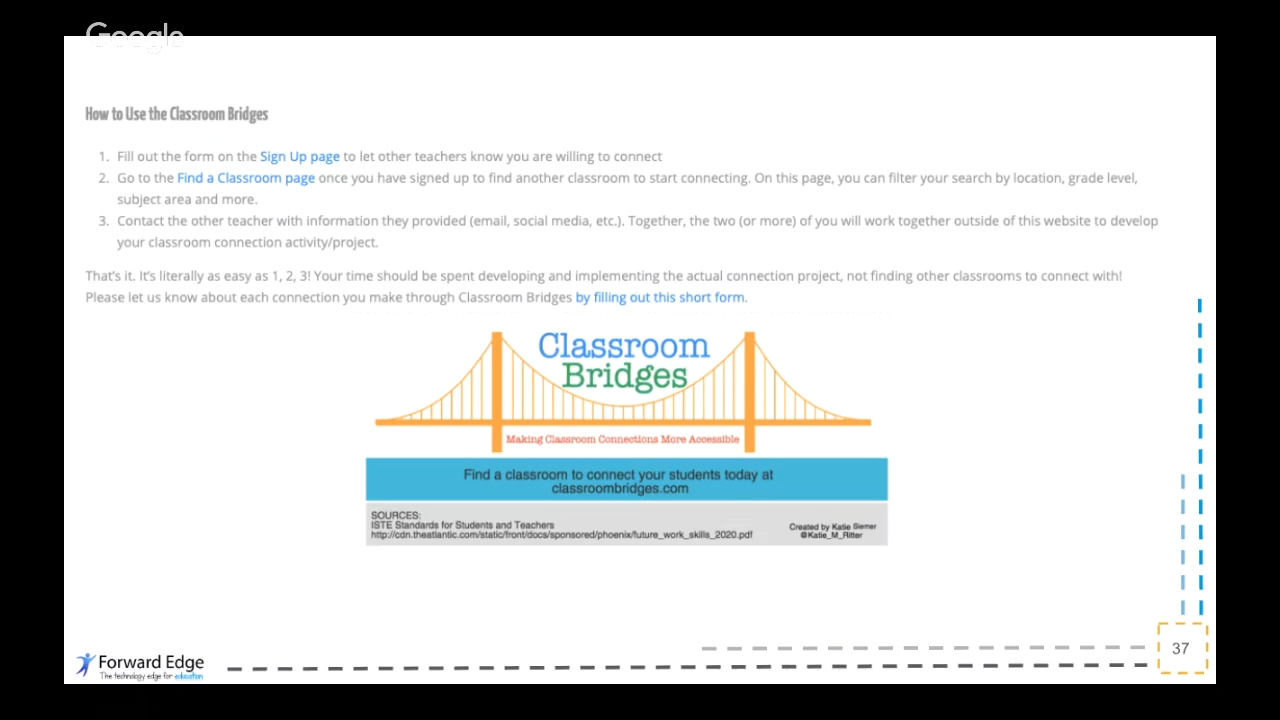 Google
How to Use the Classroom Bridges
1. Fill out the form on the Sign Up page to let other teachers know you are willing to connect
2. Go to the Find a Classroom page once you have signed up to find another classroom to start connecting. On this page, you can filter your search by location, grade level,
subject area and more.
3. Contact the other teacher with information they provided (email, social media, etc.). Together, the two (or more) of you will work together outside of this website to develop
your classroom connection activity/project.
That's it. It's literally as easy as 1, 2, 3! Your time should be spent developing and implementing the actual connection project, not finding other classrooms to connect with!
Please let us know about each connection you make through Classroom Bridges by filling out this short form.
Classroom
Bridges
Making Classroom Connections More Accessible
Find a classroom to connect your students today at
classroombridges.com
SOURCES:
ISTE Standards for Students and Teachers
http://cdn.theatlantic.com/static/front/docs/sponsored/phoenix/future_work_skills_2020.pdf
Created by Katie Siemer
@Katie_M_Ritter
Forward Edge
The technology edge for education
37